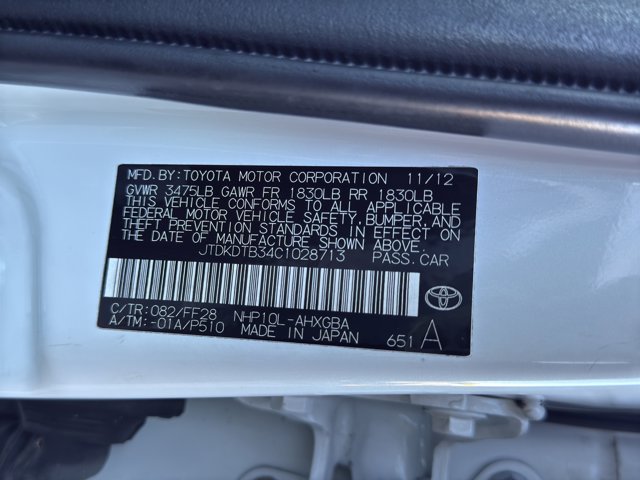 MFD. BY: TOYOTA MOTOR CORPORATION 11/12
GVWR 3475LB GAWR FR 1830LB RR 1830LB
THIS VEHICLE CONFORMS TO ALL APPLICABLE
FEDERAL MOTOR VEHICLE SAFETY, BUMPER, AND
THEFT PREVENTION STANDARDS IN EFFECT ON
THE DATE OF MANUFACTURE SHOWN ABOVE.
JTDKDTB34C1028713 PASS. CAR
C/TR: 082/FF28 NHP10L-AHXGBA
A/TM: -01A/P510 MADE IN JAPAN 651 A